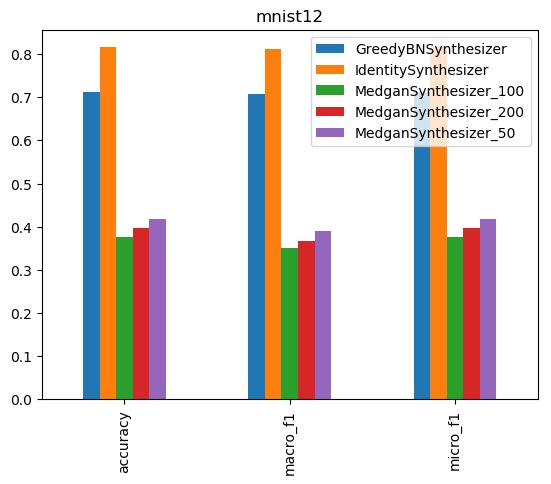 mnist12
GreedyBNSynthesizer
IdentitySynthesizer
MedganSynthesizer_100
MedganSynthesizer_200
MedganSynthesizer_50
0.8
0.7
0.6
0.5
0.4
0.3
0.2
0.1
0.0
accuracy
macro_f1
micro_f1